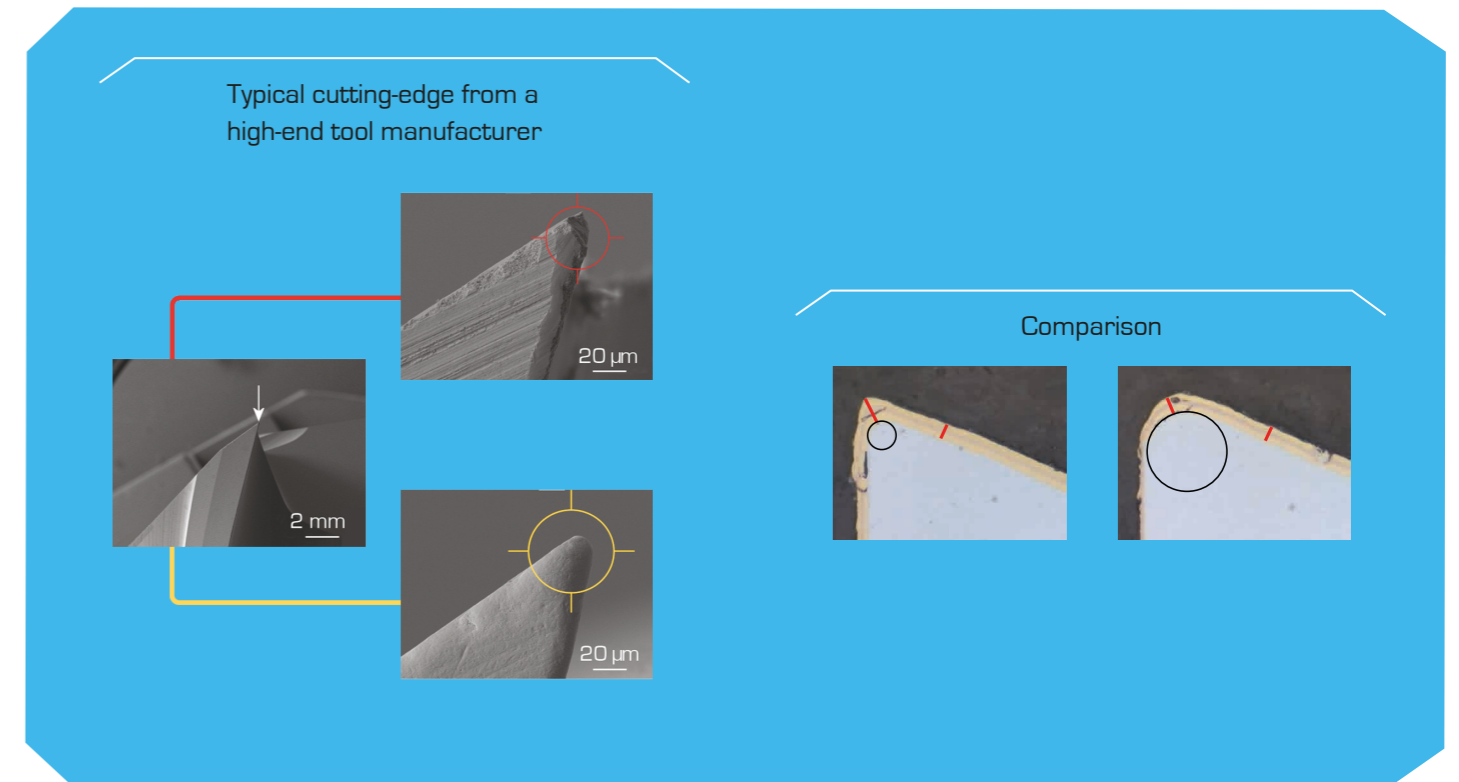 Typical cutting-edge from a
high-end tool manufacturer
20 µm
2 mm
20 µm
Comparison